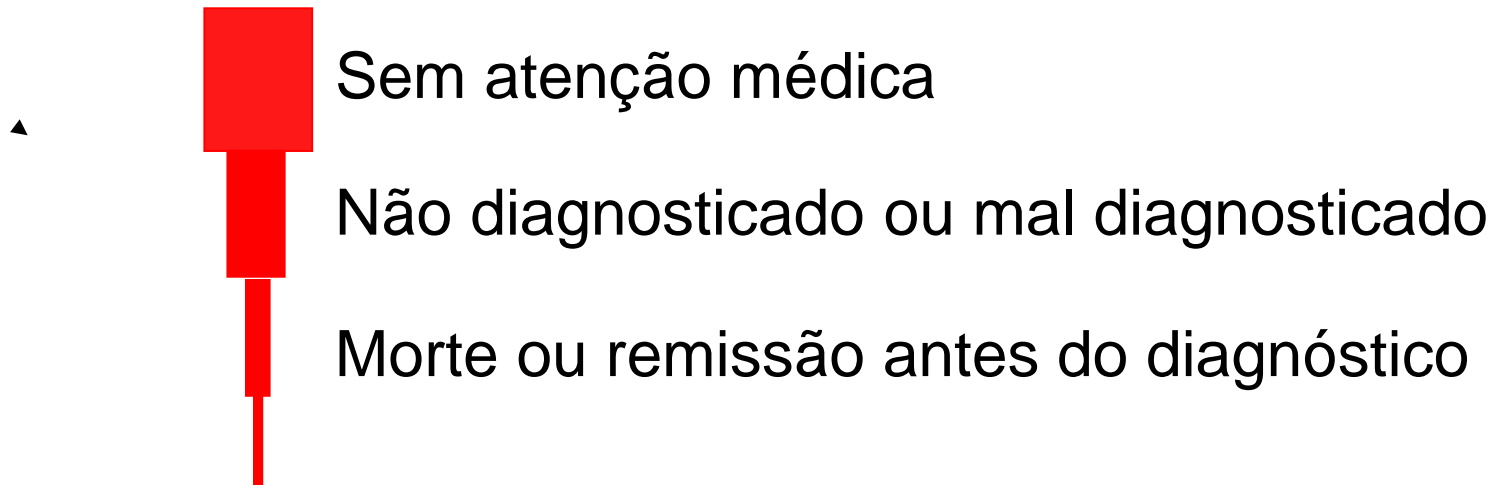 Sem atenção médica
Não diagnosticado ou mal diagnosticado
Morte ou remissão antes do diagnóstico